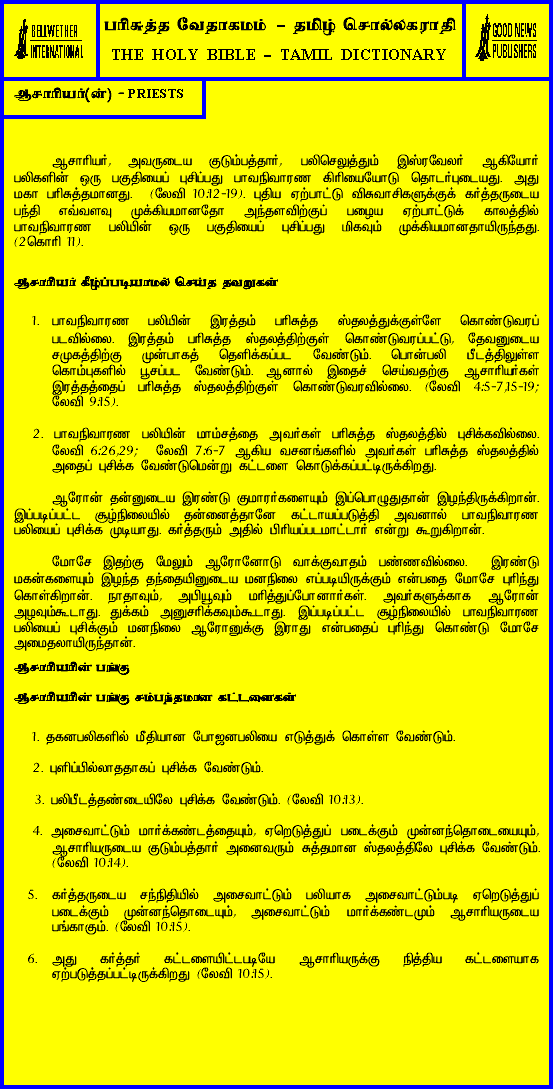 BELLWETHER
INTERNATIONAL
பரிசுத்த வேதாகமம் - தமிழ் சொல்லகராதி
THE HOLY BIBLE - TAMIL DICTIONARY
GOOD NEWS
PUBLISHERS
ஆசாரியர்(ன்) - PRIESTS
ஆசாரியர், அவருடைய குடும்பத்தார், பலிசெலுத்தும் இஸ்ரவேலர் ஆகியோர்
பலிகளின் ஒரு பகுதியைப் புசிப்பது பாவநிவாரண கிரியையோடு தொடர்புடையது. அது
மகா பரிசுத்தமானது. (லேவி 10:12-19). புதிய ஏற்பாட்டு விசுவாசிகளுக்குக் கர்த்தருடைய
பந்தி எவ்வளவு முக்கியமானதோ அந்தளவிற்குப் பழைய ஏற்பாட்டுக் காலத்தில்
பாவநிவாரண பலியின் ஒரு பகுதியைப் புசிப்பது மிகவும் முக்கியமானதாயிருந்தது.
(2கொரி 11).
ஆசாரியர் கீழ்ப்படியாமல் செய்த தவறுகள்
1. பாவநிவாரண பலியின் இரத்தம் பரிசுத்த ஸ்தலத்துக்குள்ளே கொண்டுவரப்
படவில்லை. இரத்தம் பரிசுத்த ஸ்தலத்திற்குள் கொண்டுவரப்பட்டு, தேவனுடைய
சமுகத்திற்கு முன்பாகத் தெளிக்கப்பட வேண்டும். பொன்பலி பீடத்திலுள்ள
கொம்புகளில் பூசப்பட வேண்டும். ஆனால் இதைச் செய்வதற்கு ஆசாரியர்கள்
இரத்தத்தைப் பரிசுத்த ஸ்தலத்திற்குள் கொண்டுவரவில்லை. (லேவி 4:5-7,15-19;
லேவி 9:15).
2. பாவநிவாரண பலியின் மாம்சத்தை அவர்கள் பரிசுத்த ஸ்தலத்தில் புசிக்கவில்லை.
லேவி 6:26,29; லேவி 7:6-7 ஆகிய வசனங்களில் அவர்கள் பரிசுத்த ஸ்தலத்தில்
அதைப் புசிக்க வேண்டுமென்று கட்டளை கொடுக்கப்பட்டிருக்கிறது.
ஆரோன் தன்னுடைய இரண்டு குமாரர்களையும் இப்பொழுதுதான் இழந்திருக்கிறான்.
இப்படிப்பட்ட சூழ்நிலையில் தன்னைத்தானே கட்டாயப்படுத்தி அவனால் பாவநிவாரண
பலியைப் புசிக்க முடியாது. கர்த்தரும் அதில் பிரியப்படமாட்டார் என்று கூறுகிறான்.
மோசே இதற்கு மேலும் ஆரோனோடு வாக்குவாதம் பண்ணவில்லை. இரண்டு
மகன்களையும் இழந்த தந்தையினுடைய மனநிலை எப்படியிருக்கும் என்பதை மோசே புரிந்து
கொள்கிறான். நாதாவும், அபியூவும் மரித்துப்போனார்கள். அவர்களுக்காக ஆரோன்
அழவும்கூடாது. துக்கம் அனுசரிக்கவும்கூடாது. இப்படிப்பட்ட சூழ்நிலையில் பாவநிவாரண
பலியைப் புசிக்கும் மனநிலை ஆரோனுக்கு இராது என்பதைப் புரிந்து கொண்டு மோசே
அமைதலாயிருந்தான்.
ஆசாரியரின் பங்கு
ஆசாரியரின் பங்கு சம்பந்தமான கட்டளைகள்
1. தகனபலிகளில் மீதியான போஜனபலியை எடுத்துக் கொள்ள வேண்டும்.
2. புளிப்பில்லாததாகப் புசிக்க வேண்டும்.
3. பலிபீடத்தண்டையிலே புசிக்க வேண்டும். (லேவி 10:13).
4. அசைவாட்டும் மார்க்கண்டத்தையும், ஏறெடுத்துப் படைக்கும் முன்னந்தொடையையும்,
ஆசாரியருடைய குடும்பத்தார் அனைவரும் சுத்தமான ஸ்தலத்திலே புசிக்க வேண்டும்.
(லேவி 10:14).
5. கர்த்தருடைய சந்நிதியில் அசைவாட்டும் பலியாக அசைவாட்டும்படி ஏறெடுத்துப்
படைக்கும் முன்னந்தொடையும், அசைவாட்டும் மார்க்கண்டமும் ஆசாரியருடைய
பங்காகும். (லேவி 10:15).
6. அது கர்த்தர் கட்டளையிட்டபடியே ஆசாரியருக்கு நித்திய கட்டளையாக
ஏற்படுத்தப்பட்டிருக்கிறது (லேவி 10:15).